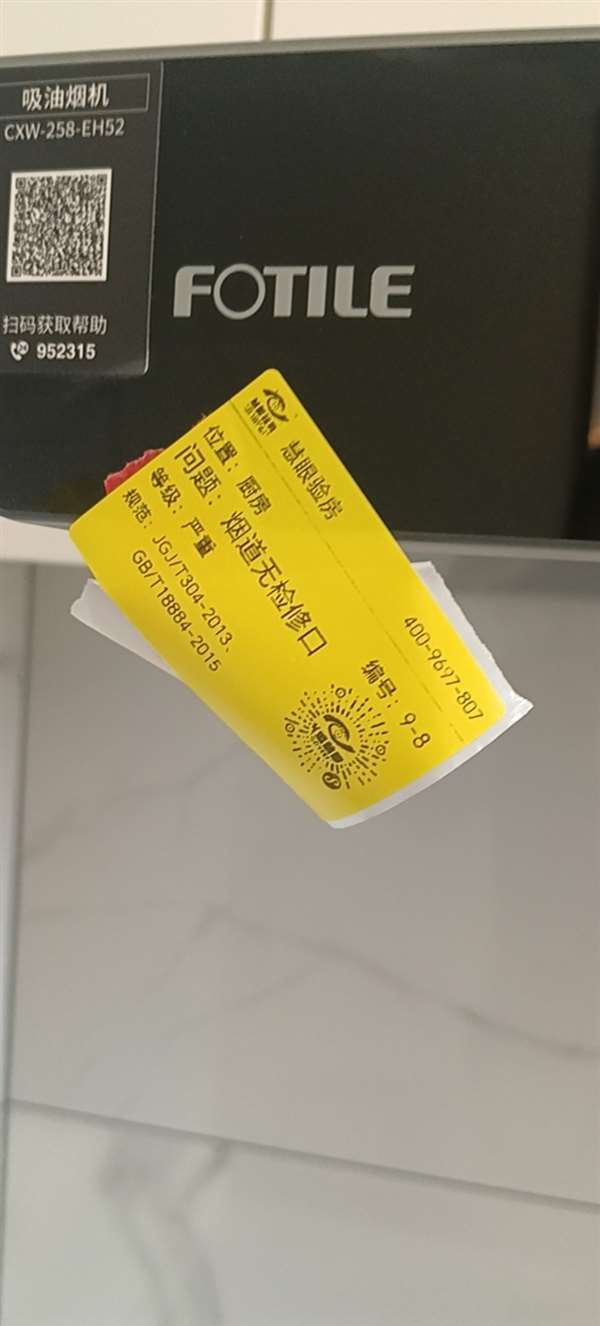 吸油烟机
CXW-258-EH52
扫码获取帮助
952315
FOTILE
慧眼验房
400-9697-807
位置：厨房
问题：烟道无检修口
等级：严重
规范：JGJ/T304-2013、
GB/T18884-2015
编号：9-8